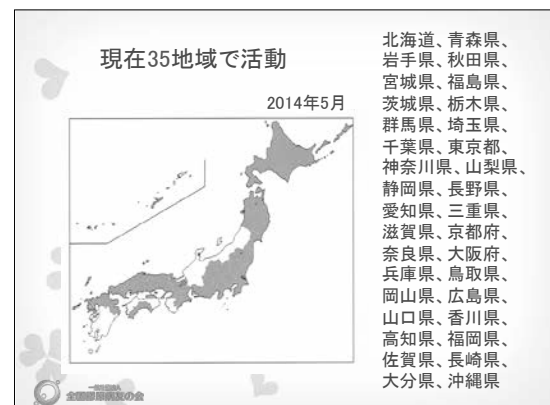 現在35地域で活動
2014年5月
北海道、青森県、
岩手県、秋田県、
宮城県、福島県、
茨城県、栃木県、
群馬県、埼玉県、
千葉県、東京都、
神奈川県、山梨県、
静岡県、長野県、
愛知県、三重県、
滋賀県、京都府、
奈良県、大阪府、
兵庫県、鳥取県、
岡山県、広島県、
山口県、香川県、
高知県、福岡県、
佐賀県、長崎県、
大分県、沖縄県